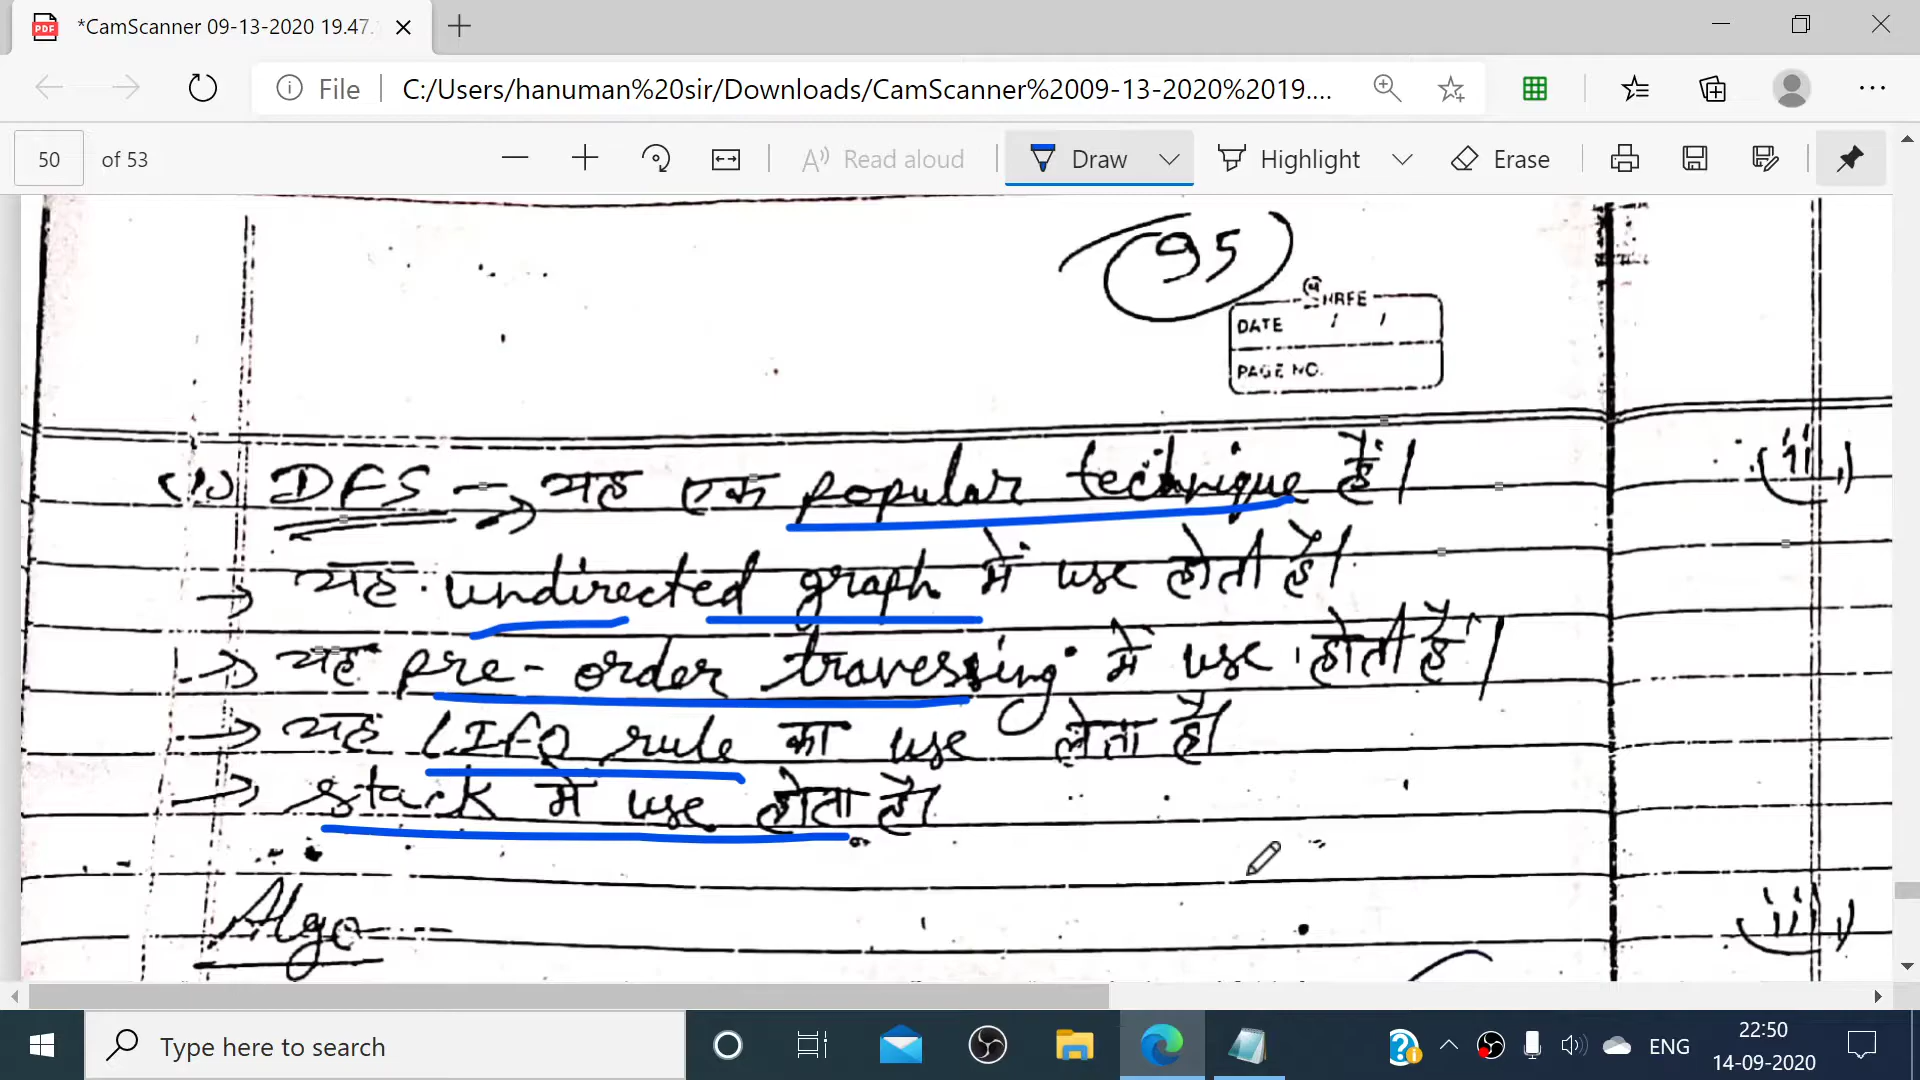 *CamScanner 09-13-2020 19.47.
File
C:/Users/hanuman%20sir/Downloads/CamScanner%2009-13-2020%2019....
50 of 53
Read aloud
Draw
Highlight
Erase
95
SHREE
DATE / /
PAGE NO.
(1) DFS → यह एक popular technique है।
(ii)
→ यह undirected graph में use होती है।
→ यह pre-order traversing में use होती है।
→ यह LIFO rule का use लेता है।
→ stack में use होता है।
Algo
(iii)
Type here to search
ENG
22:50
14-09-2020